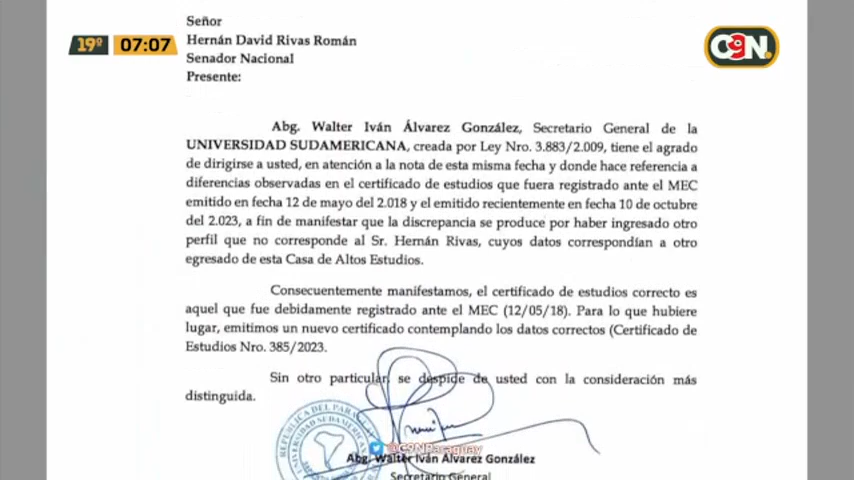 Señor
Hernán David Rivas Román
Senador Nacional
Presente:
19º 07:07
C9N.
Abg. Walter Iván Álvarez González, Secretario General de la
UNIVERSIDAD SUDAMERICANA, creada por Ley Nro. 3.883/2.009, tiene el agrado
de dirigirse a usted, en atención a la nota de esta misma fecha y donde hace referencia a
diferencias observadas en el certificado de estudios que fuera registrado ante el MEC
emitido en fecha 12 de mayo del 2.018 y el emitido recientemente en fecha 10 de octubre
del 2.023, a fin de manifestar que la discrepancia se produce por haber ingresado otro
perfil que no corresponde al Sr. Hernán Rivas, cuyos datos correspondían a otro
egresado de esta Casa de Altos Estudios.
Consecuentemente manifestamos, el certificado de estudios correcto es
aquel que fue debidamente registrado ante el MEC (12/05/18). Para lo que hubiere
lugar, emitimos un nuevo certificado contemplando los datos correctos (Certificado de
Estudios Nro. 385/2023.
Sin otro particular, se despide de usted con la consideración más
distinguida.
REPUBLICA DEL PARAGUAY
UNIVERSIDAD SUDAMERICANA
@C9NParaguay
Abg. Walter Iván Álvarez González
Secretario General